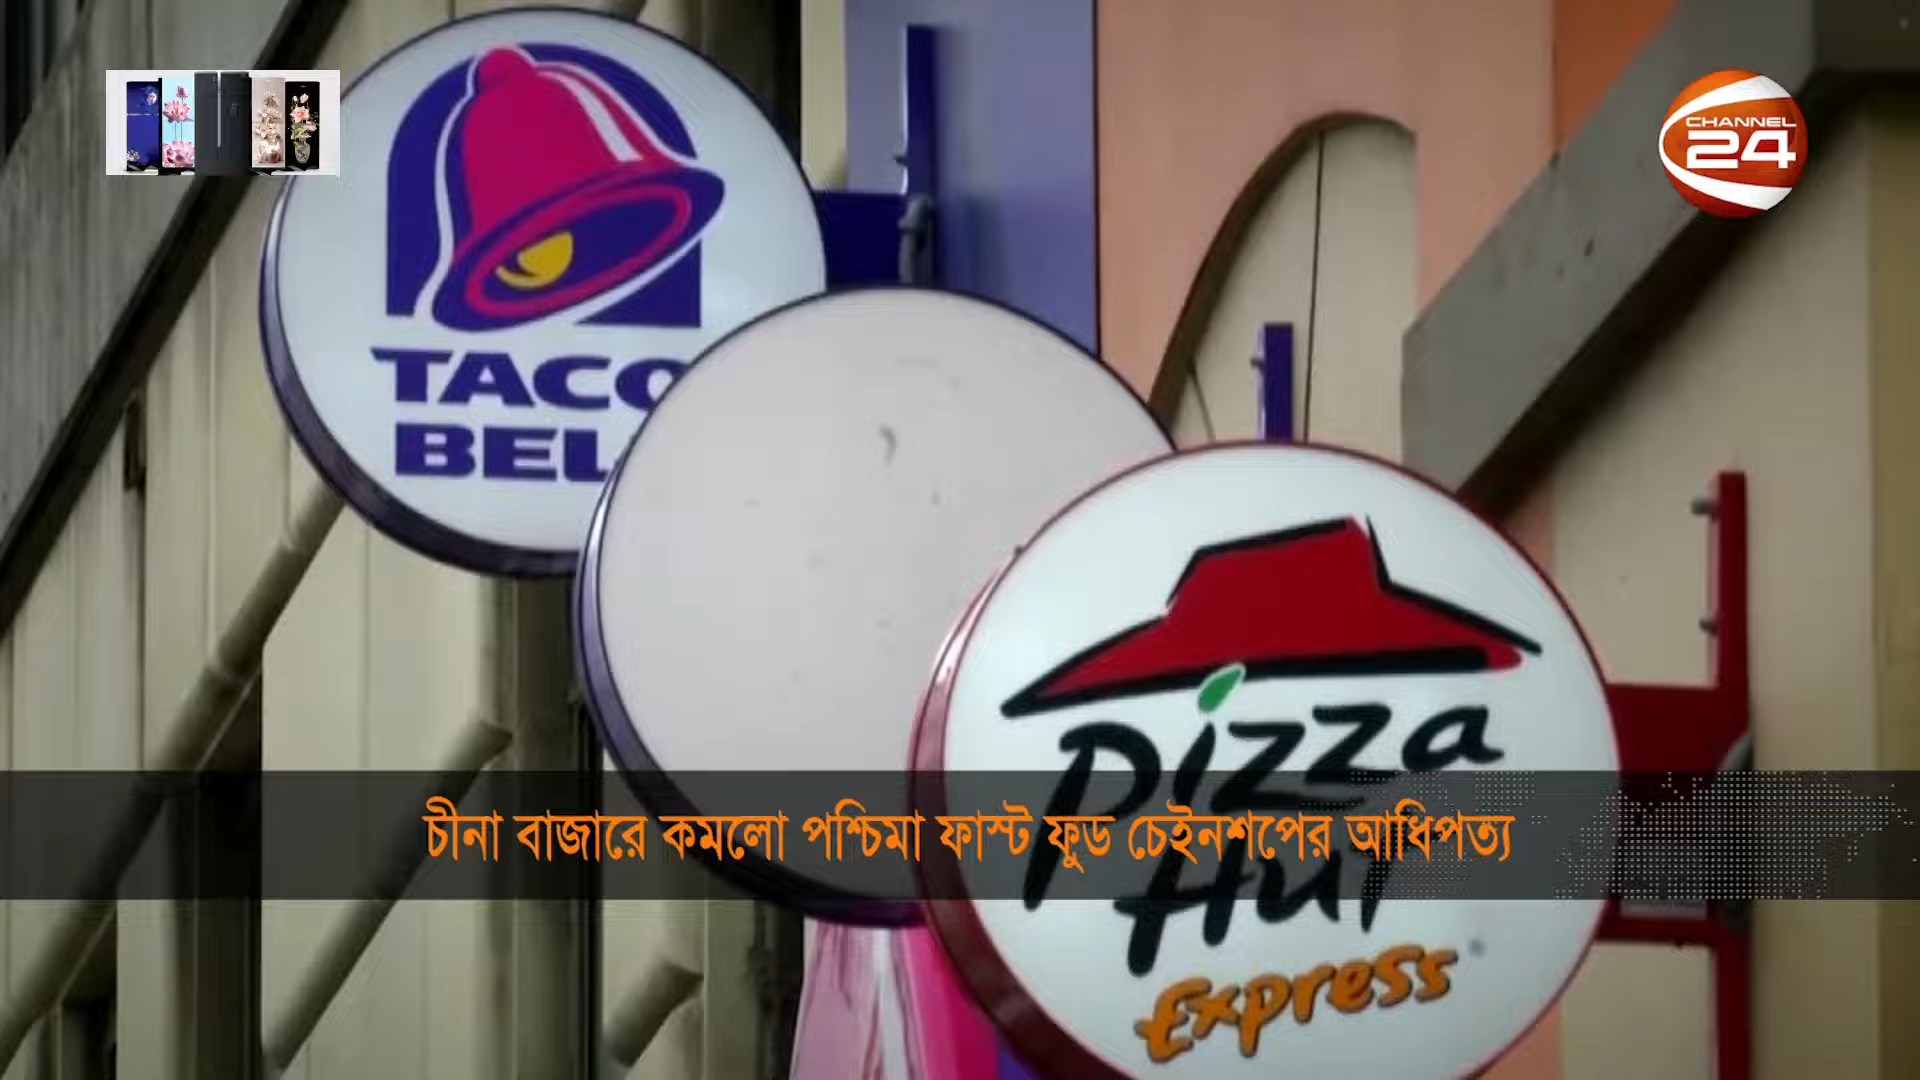 CHANNEL
24
TACO
BEL
Pizza
Hut
Express
চীনা বাজারে কমলো পশ্চিমা ফাস্ট ফুড চেইনশপের আধিপত্য